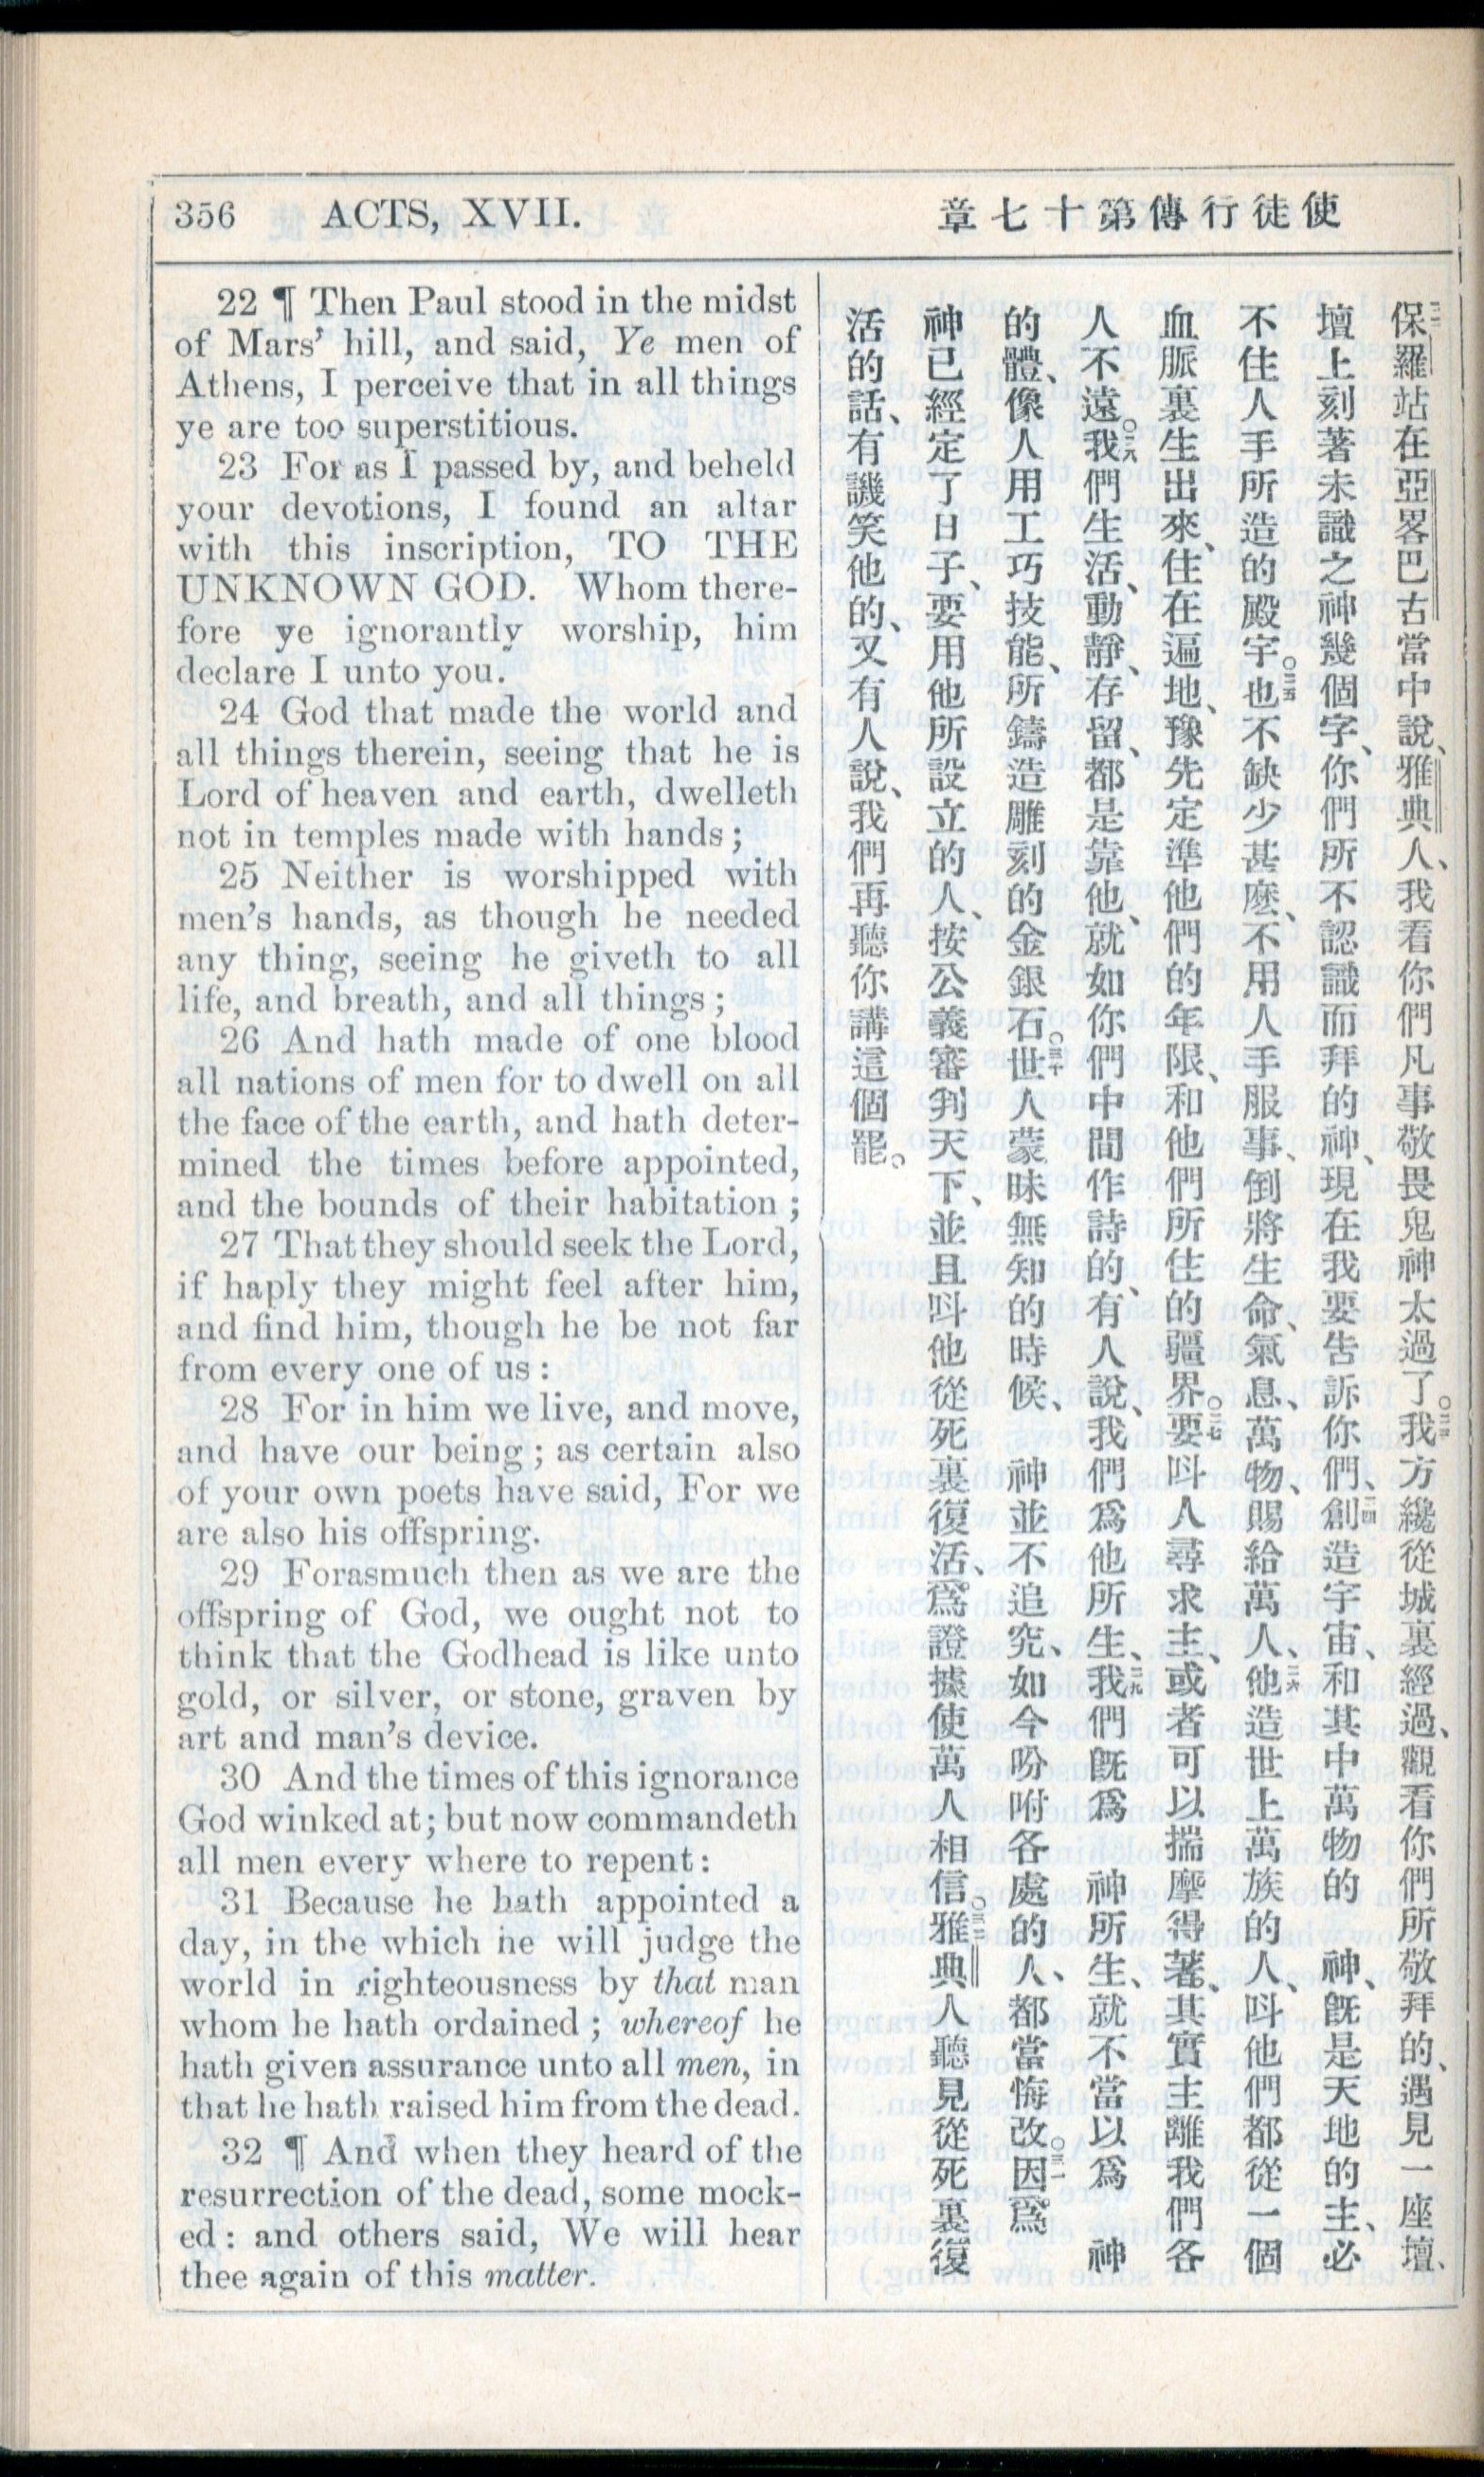 356 ACTS, XVII.
使徒行傳第十七章
22 ¶ Then Paul stood in the midst
of Mars' hill, and said, Ye men of
Athens, I perceive that in all things
ye are too superstitious.
23 For as I passed by, and beheld
your devotions, I found an altar
with this inscription, TO THE
UNKNOWN GOD. Whom there-
fore ye ignorantly worship, him
declare I unto you.
24 God that made the world and
all things therein, seeing that he is
Lord of heaven and earth, dwelleth
not in temples made with hands;
25 Neither is worshipped with
men's hands, as though he needed
any thing, seeing he giveth to all
life, and breath, and all things;
26 And hath made of one blood
all nations of men for to dwell on all
the face of the earth, and hath deter-
mined the times before appointed,
and the bounds of their habitation;
27 That they should seek the Lord,
if haply they might feel after him,
and find him, though he be not far
from every one of us:
28 For in him we live, and move,
and have our being; as certain also
of your own poets have said, For we
are also his offspring.
29 Forasmuch then as we are the
offspring of God, we ought not to
think that the Godhead is like unto
gold, or silver, or stone, graven by
art and man's device.
30 And the times of this ignorance
God winked at; but now commandeth
all men every where to repent:
31 Because he hath appointed a
day, in the which he will judge the
world in righteousness by that man
whom he hath ordained; whereof he
hath given assurance unto all men, in
that he hath raised him from the dead.
32 ¶ And when they heard of the
resurrection of the dead, some mock-
ed: and others said, We will hear
thee again of this matter.
二二保羅站在亞畧巴古當中說、雅典人、我看你們凡事敬畏鬼神太過了。二三我方纔從城裏經過、觀看你們所敬拜的、遇見一座壇、
壇上刻著未識之神幾個字、你們所不認識而拜的神、現在我要告訴你們、二四創造宇宙、和其中萬物的 神、旣是天地的主、必
不住人手所造的殿宇。二五也不缺少甚麼、不用人手服事、倒將生命、氣息、萬物、賜給萬人、二六他造世上萬族的人、呌他們都從一個
血脈裏生出來、住在遍地、豫先定準他們的年限、和他們所住的疆界。二七要呌人尋求主、或者可以揣摩得著、其實主離我們各
人不遠。二八我們生活、動靜、存留、都是靠他、就如你們中間作詩的、有人說、我們爲他所生、二九我們旣爲 神所生、就不當以爲 神
的體、像人用工巧技能、所鑄造雕刻的金銀石。三十世人蒙昧無知的時候、 神並不追究、如今吩咐各處的人、都當悔改。三一因爲
神已經定了日子、要用他所設立的人、按公義審判天下、並且呌他從死裏復活、爲證據使萬人相信。三二雅典人聽見從死裏復
活的話、有譏笑他的、又有人說、我們再聽你講這個罷。